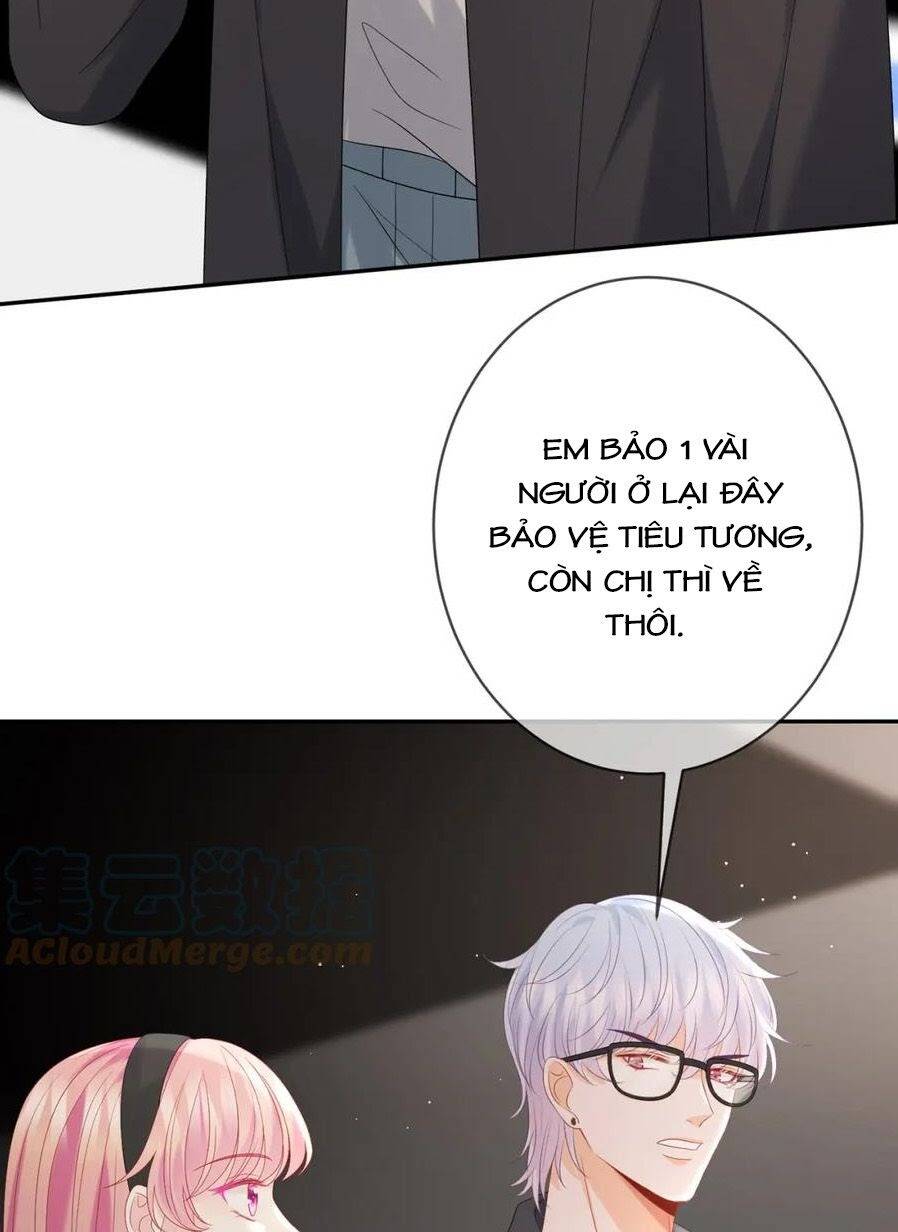 EM BẢO 1 VÀI
NGƯỜI Ở LẠI ĐÂY
BẢO VỆ TIÊU TƯƠNG,
CÒN CHỊ THÌ VỀ
THÔI.
集云数据
ACloudMerge.com